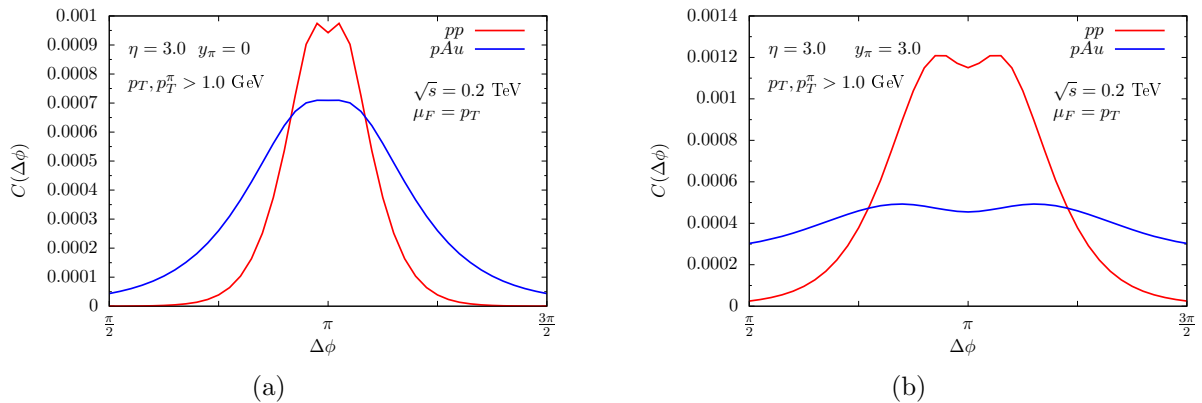 0.001
0.0009
0.0008
0.0007
0.0006
0.0005
0.0004
0.0003
0.0002
0.0001
0
C(Δϕ)
η = 3.0 y_π = 0
p_T, p_T^π > 1.0 GeV
pp
pAu
√s = 0.2 TeV
μ_F = p_T
π/2
π
3π/2
Δϕ
(a)
0.0014
0.0012
0.001
0.0008
0.0006
0.0004
0.0002
0
C(Δϕ)
η = 3.0 y_π = 3.0
p_T, p_T^π > 1.0 GeV
pp
pAu
√s = 0.2 TeV
μ_F = p_T
π/2
π
3π/2
Δϕ
(b)